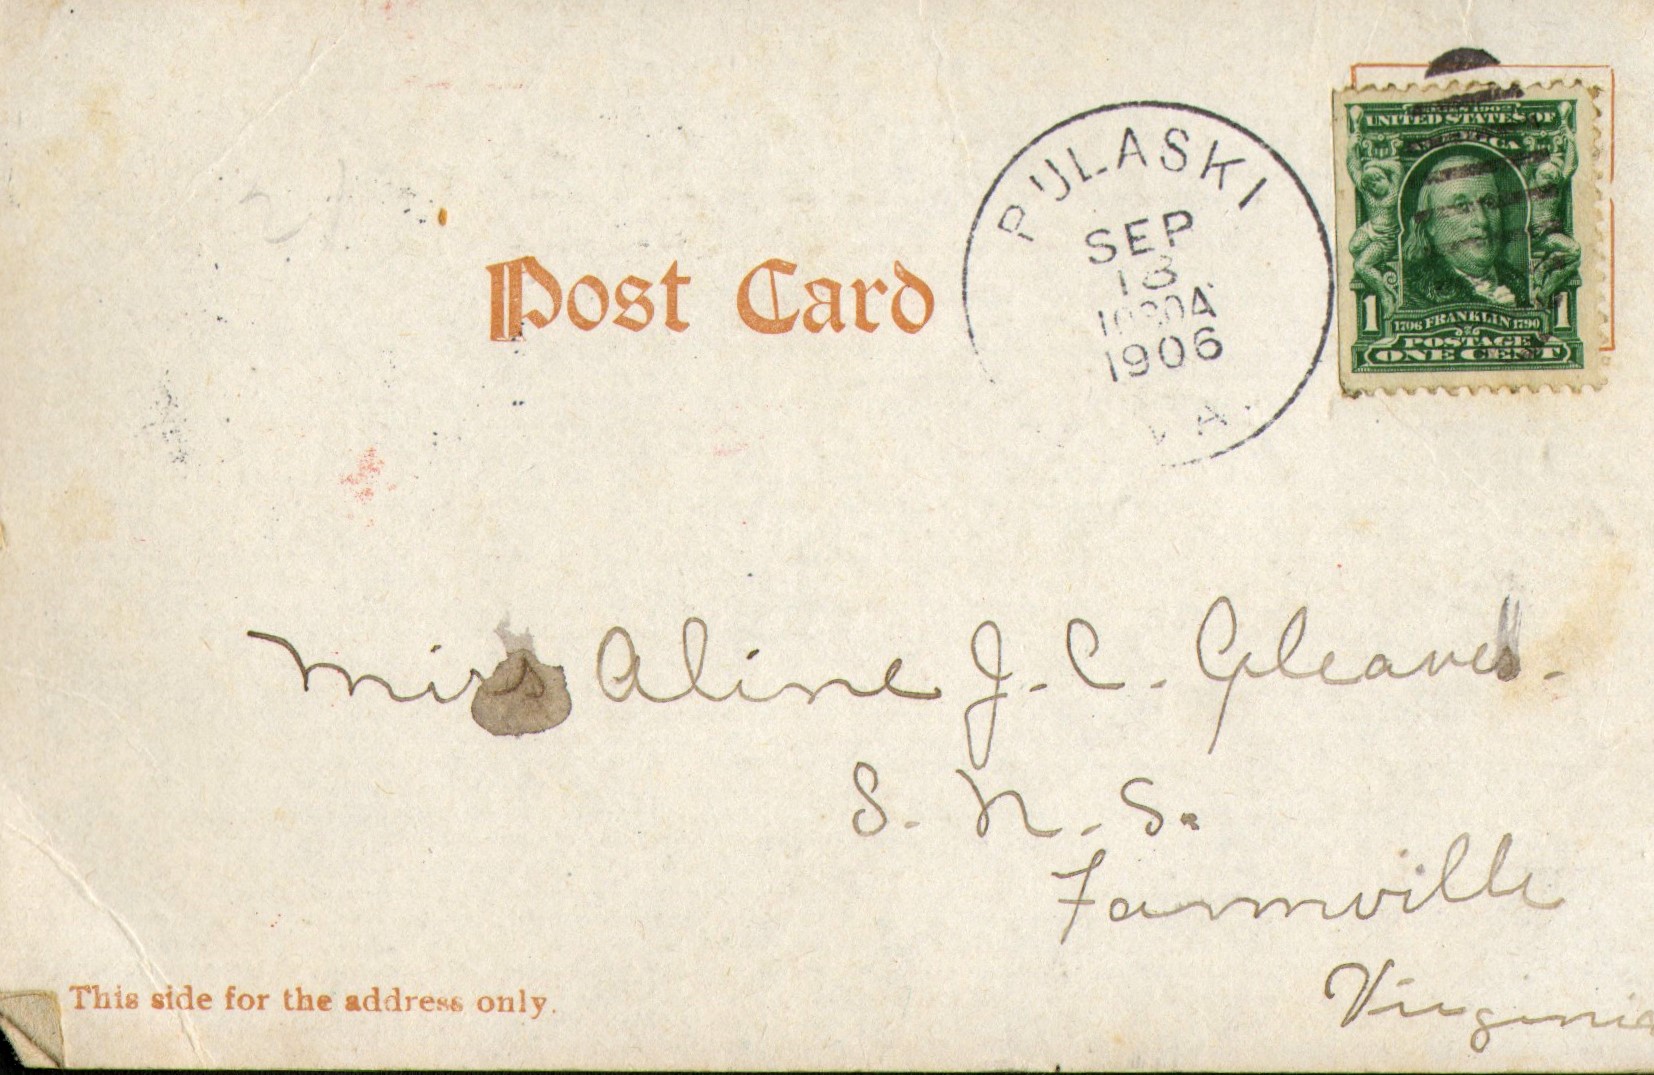 Post Card
PULASKI
SEP
18
1030A
1906
VA.
SERIES 1902
UNITED STATES OF
AMERICA
1 1706 FRANKLIN 1790 1
POSTAGE
ONE CENT
Miss Aline J. C. Gleaves.
S. N. S.
Farmville
Virginia
This side for the address only.